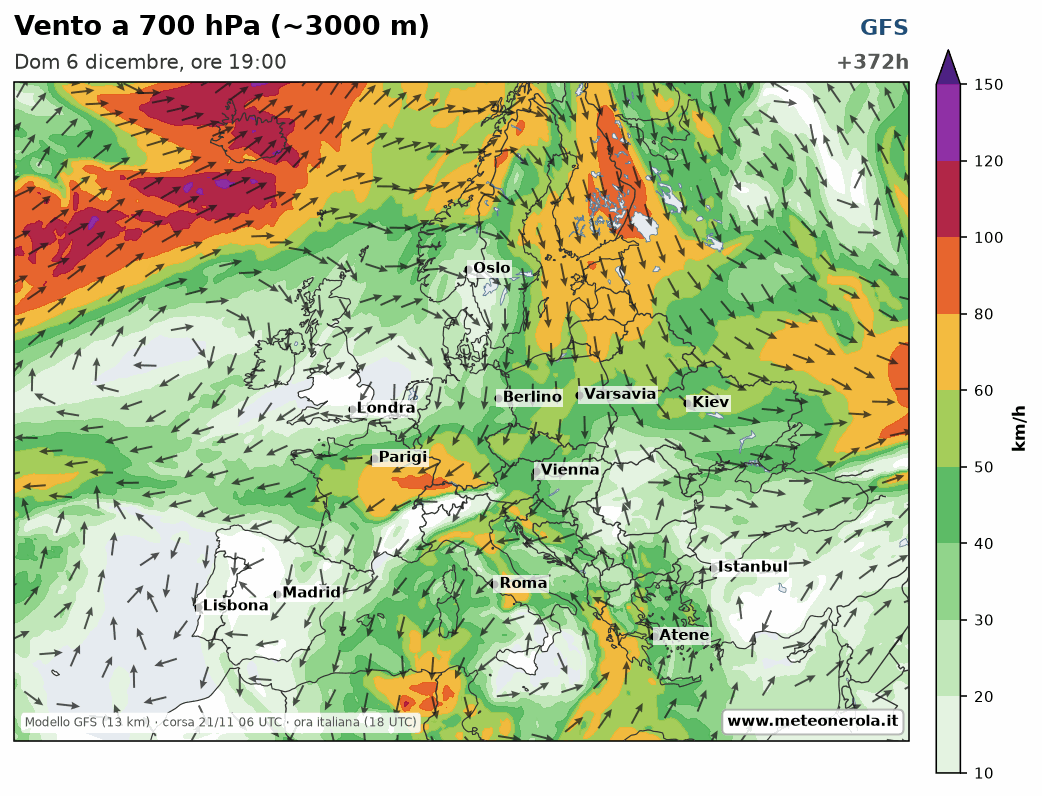 Vento a 700 hPa (~3000 m)
GFS
Dom 6 dicembre, ore 19:00
+372h
150
120
100
80
60
50
40
30
20
10
km/h
Oslo
Londra
Berlino
Varsavia
Kiev
Parigi
Vienna
Istanbul
Roma
Madrid
Lisbona
Atene
Modello GFS (13 km) · corsa 21/11 06 UTC · ora italiana (18 UTC)
www.meteonerola.it